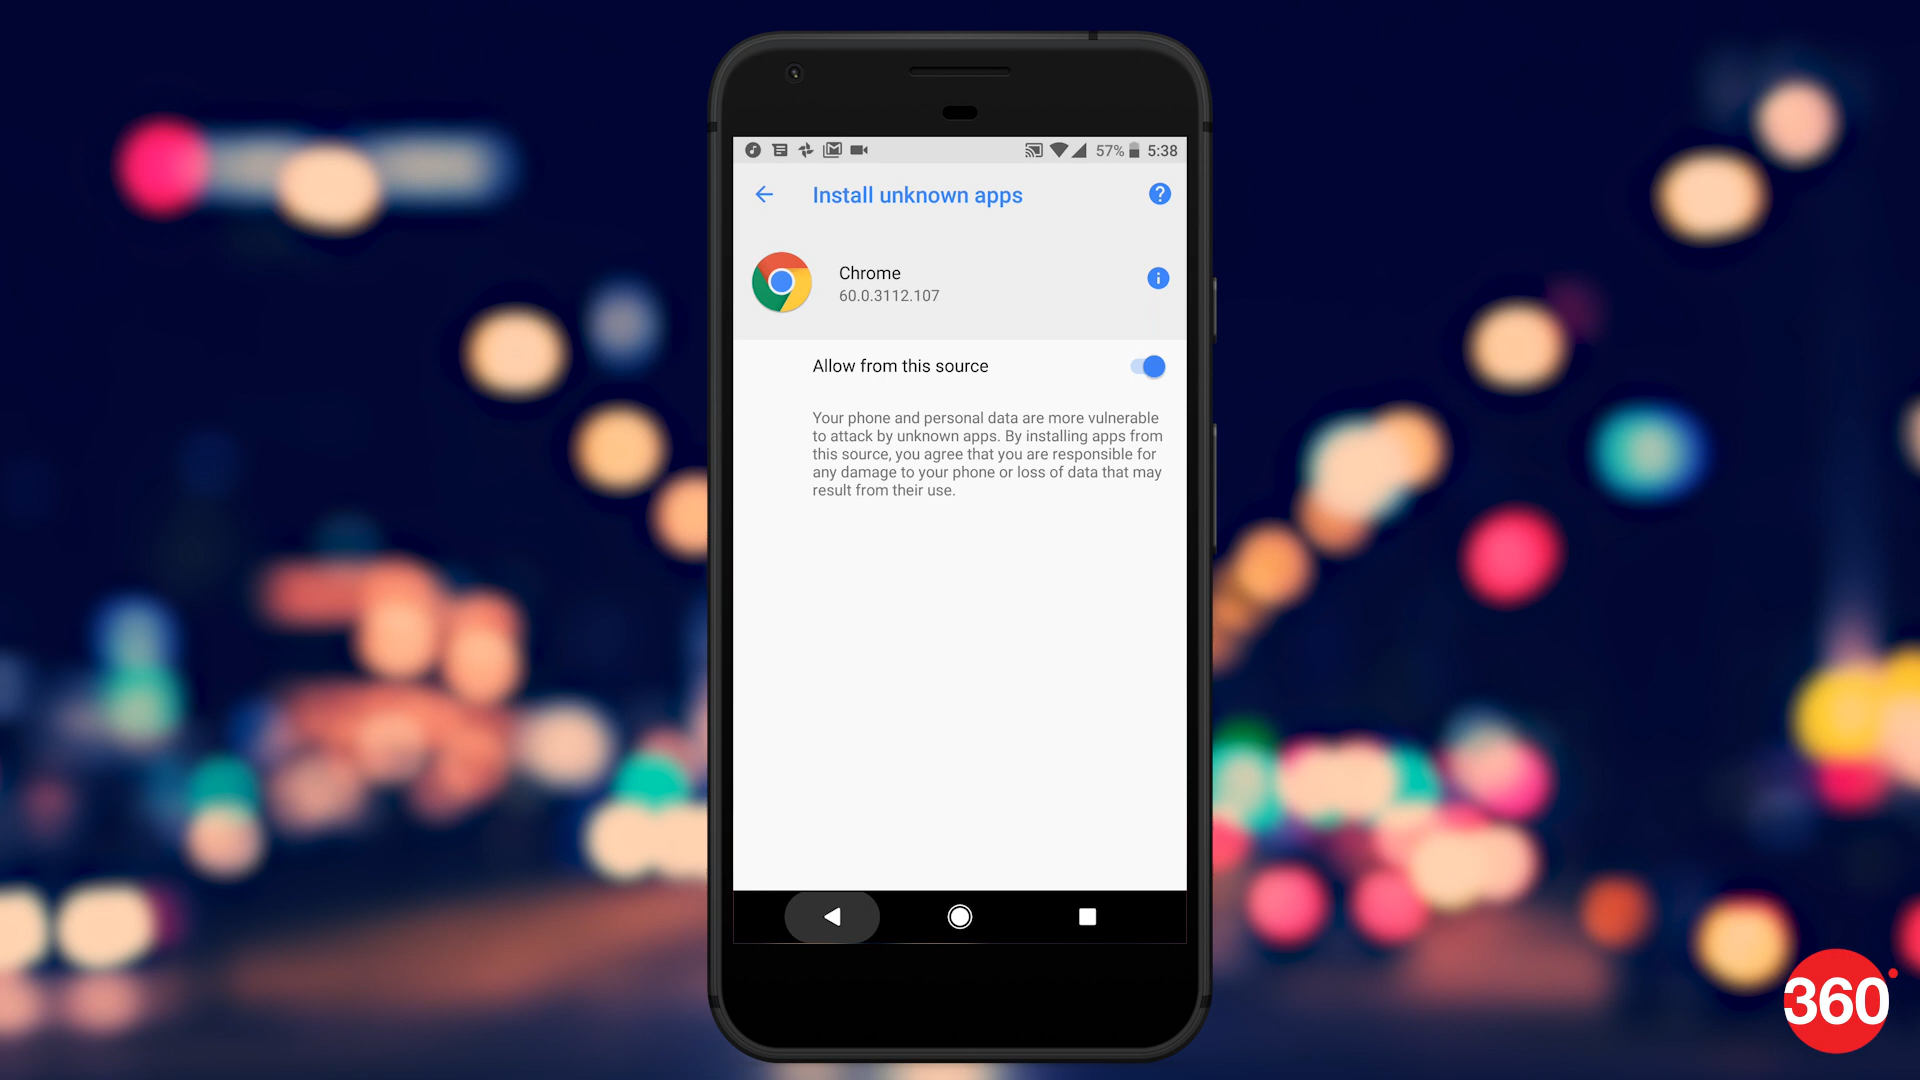 57% 5:38
Install unknown apps
Chrome
60.0.3112.107
Allow from this source
Your phone and personal data are more vulnerable
to attack by unknown apps. By installing apps from
this source, you agree that you are responsible for
any damage to your phone or loss of data that may
result from their use.
360